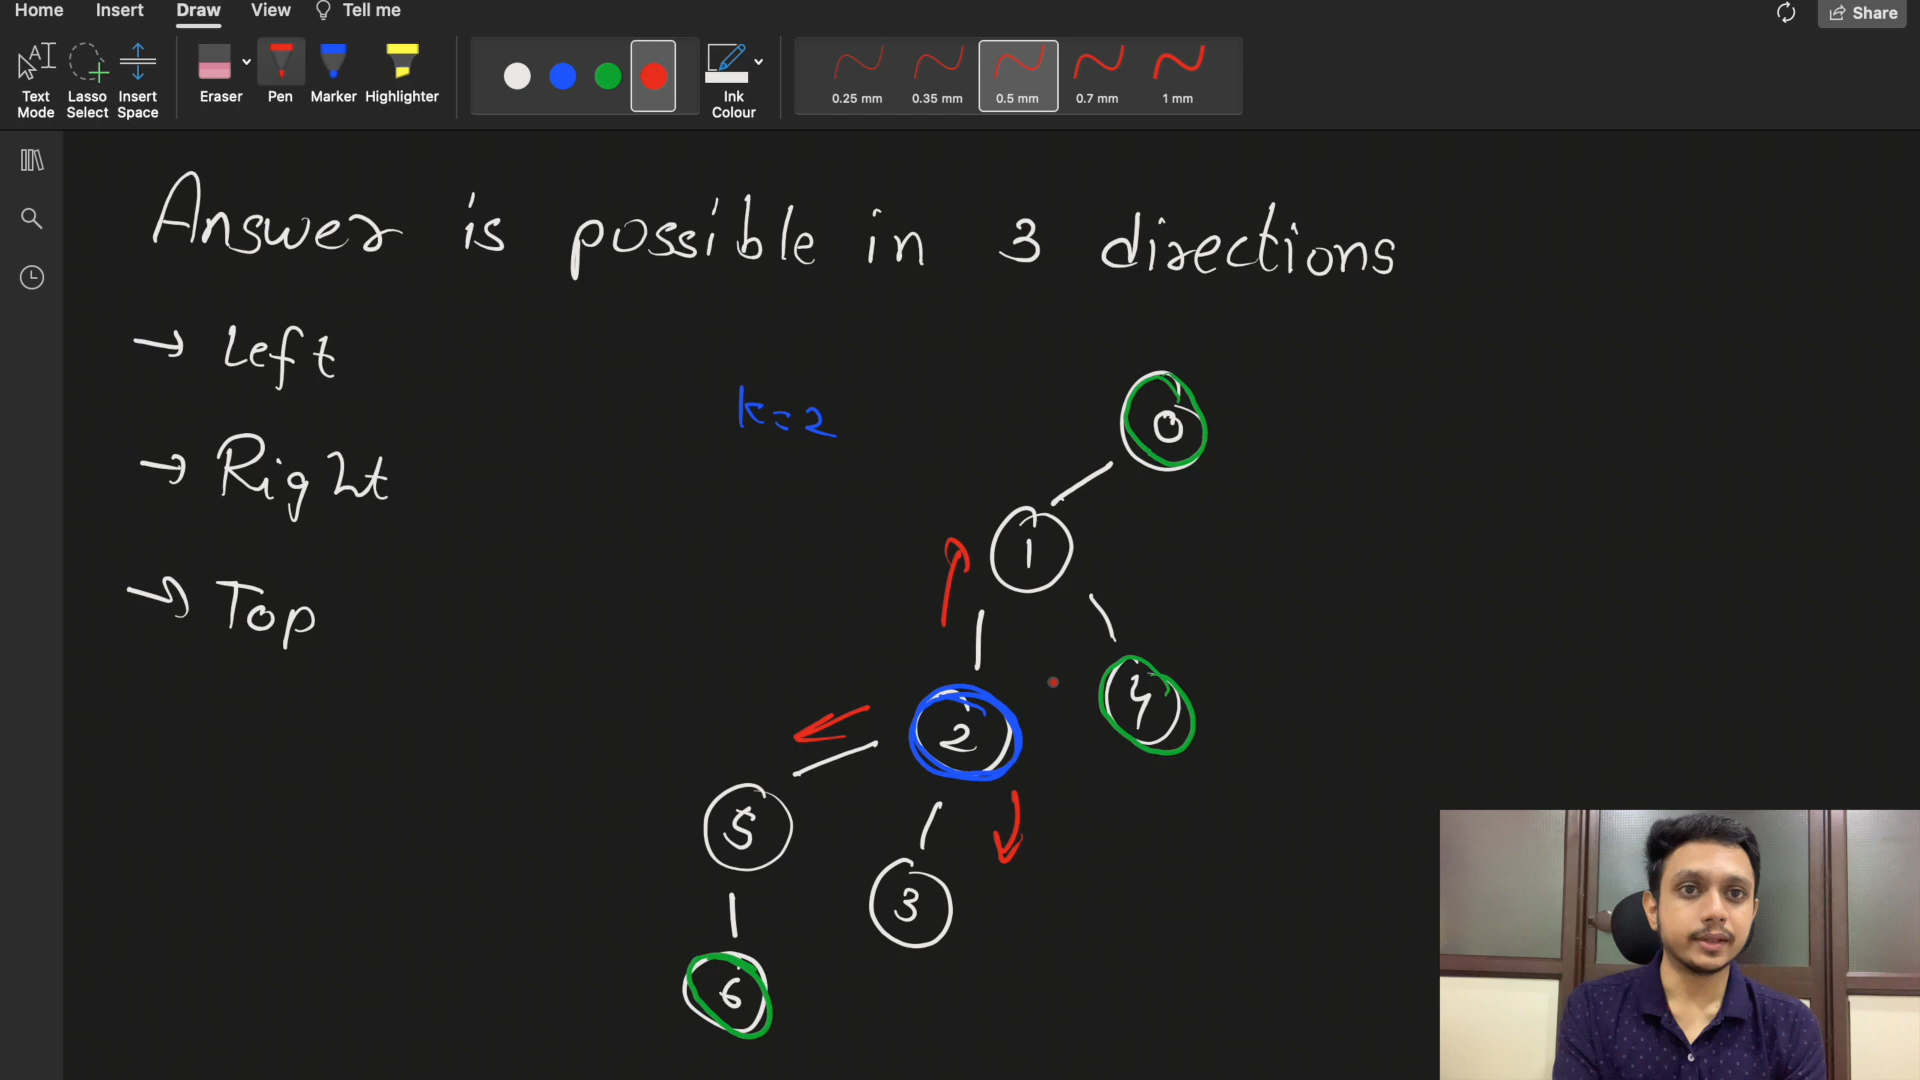 Home Insert Draw View Tell me
Share
Text Mode
Lasso Select
Insert Space
Eraser
Pen
Marker
Highlighter
Ink Colour
0.25 mm
0.35 mm
0.5 mm
0.7 mm
1 mm
Answer is possible in 3 directions
→ Left
→ Right
→ Top
k=2
0
1
2
4
5
3
6